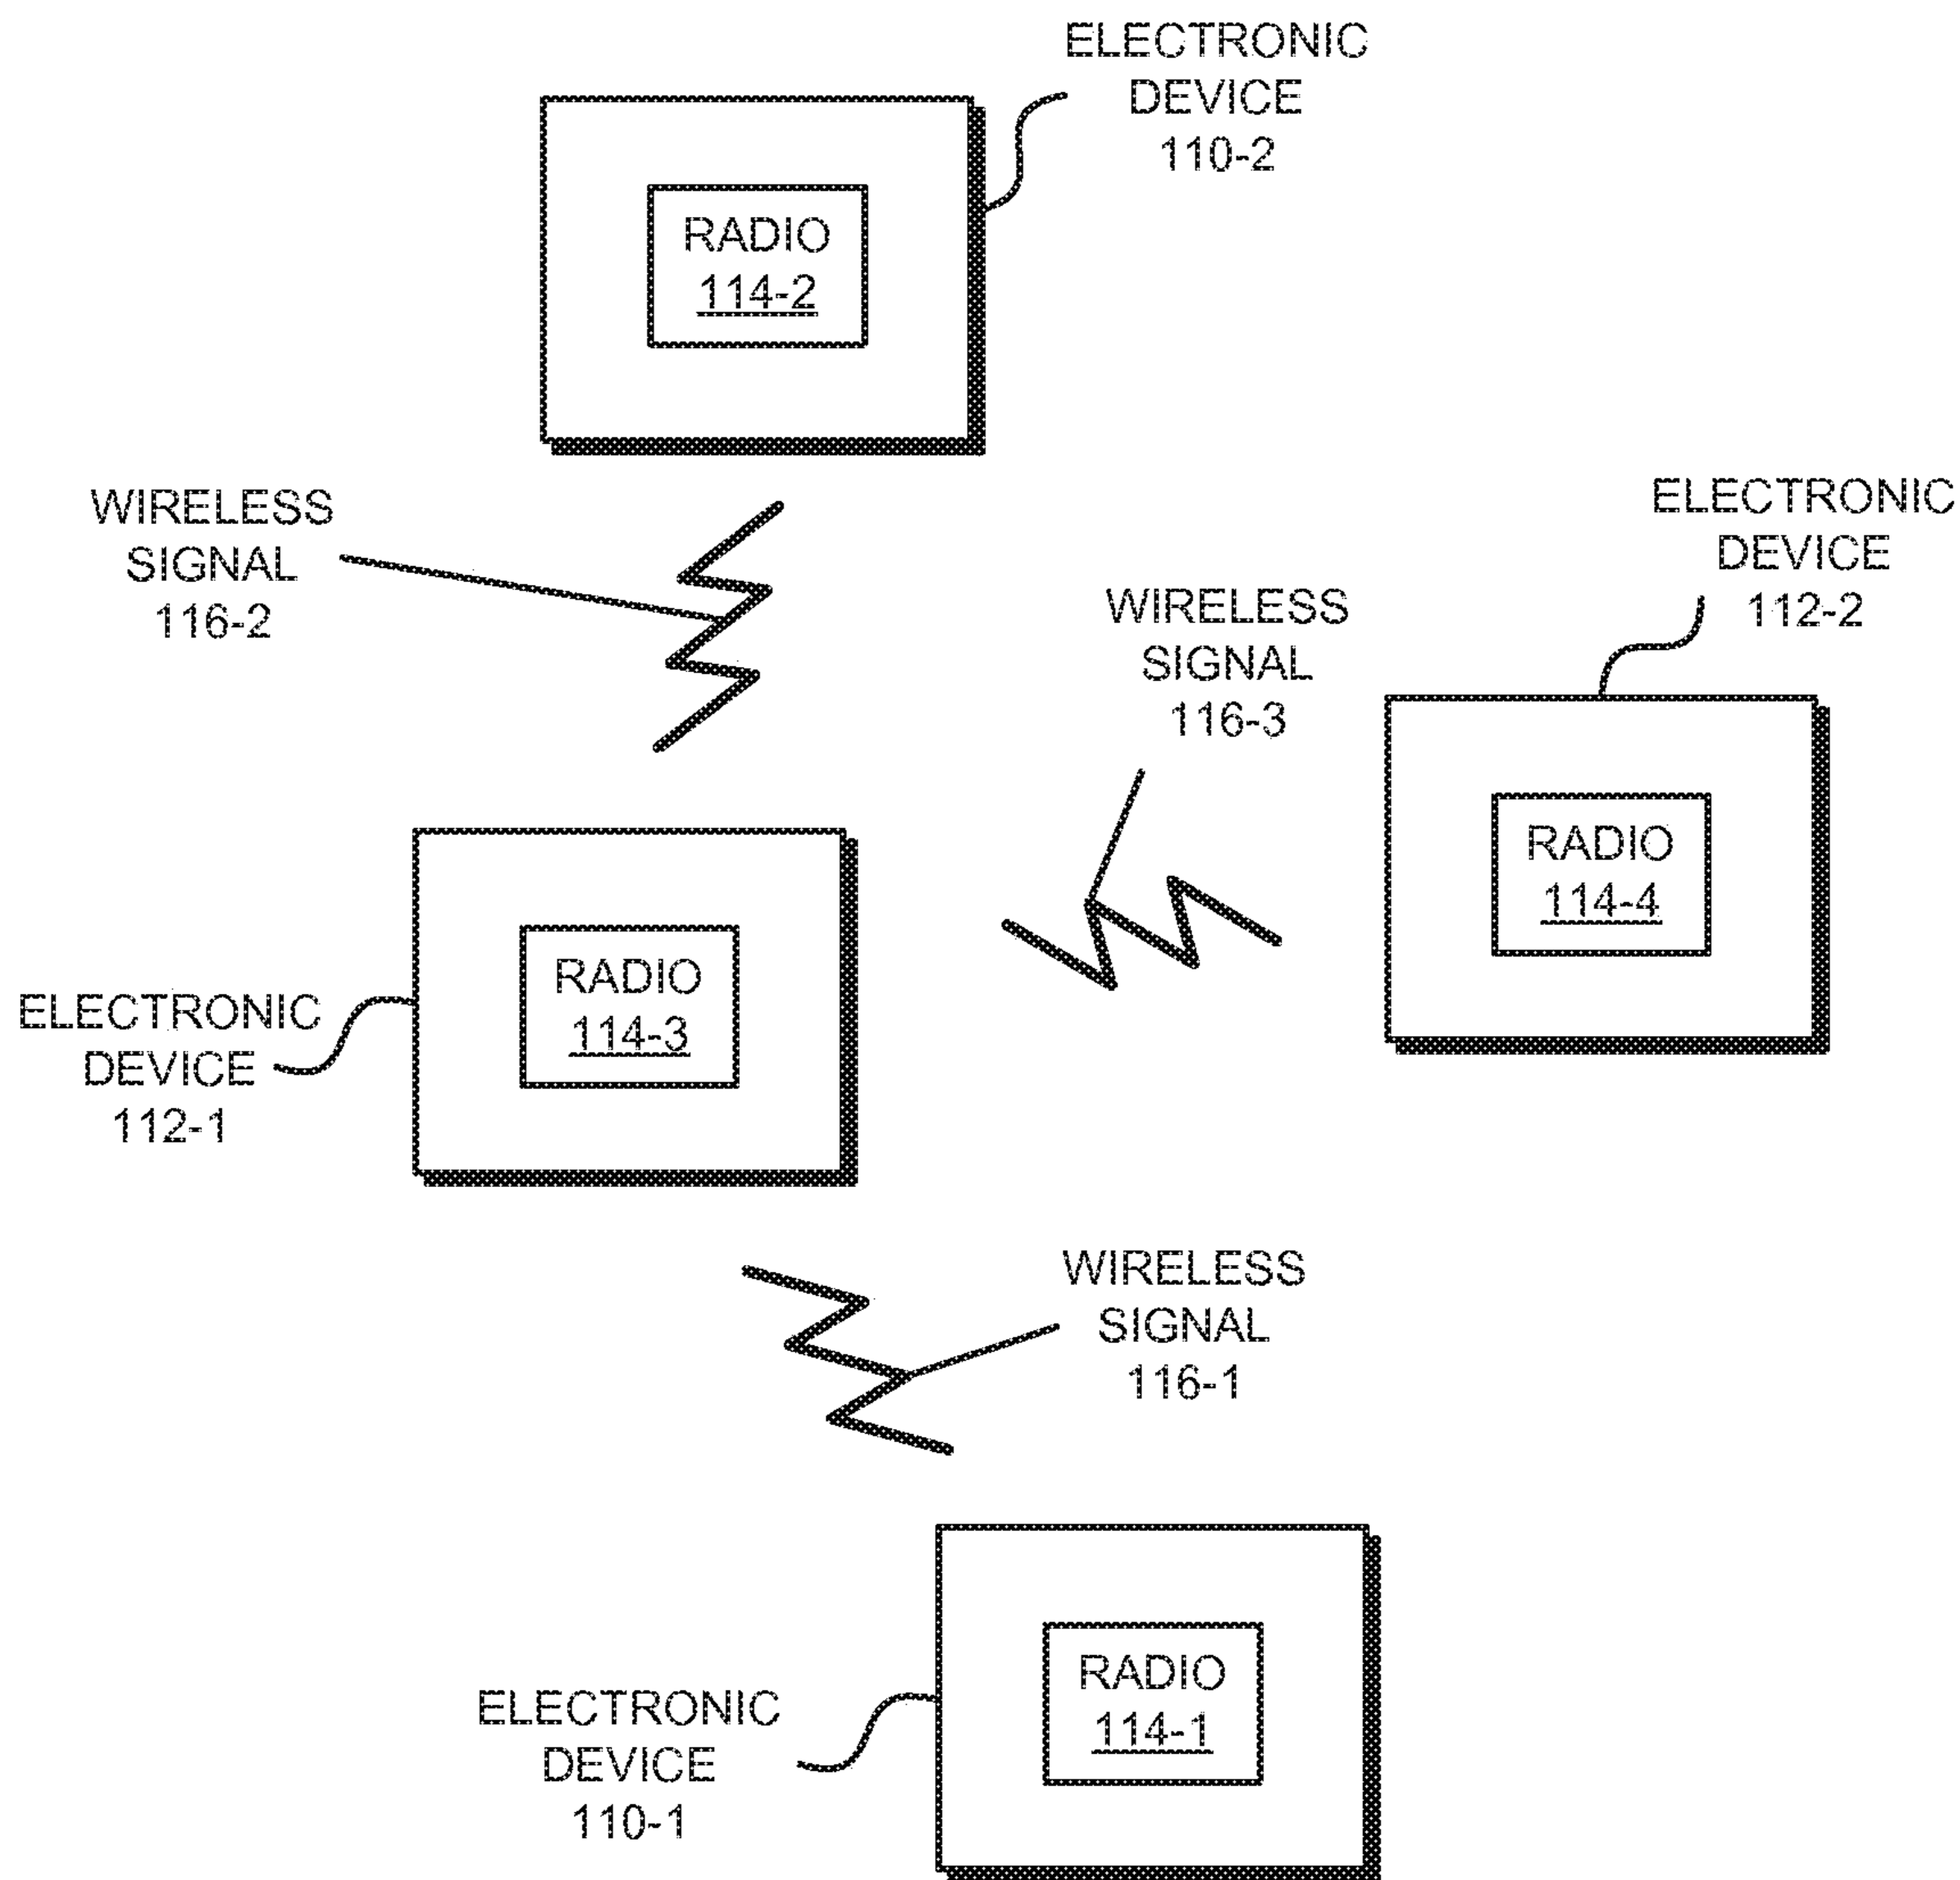 ELECTRONIC
DEVICE
110-2
RADIO
114-2
WIRELESS
SIGNAL
116-2
ELECTRONIC
DEVICE
112-2
WIRELESS
SIGNAL
116-3
RADIO
114-4
RADIO
114-3
ELECTRONIC
DEVICE
112-1
WIRELESS
SIGNAL
116-1
RADIO
114-1
ELECTRONIC
DEVICE
110-1